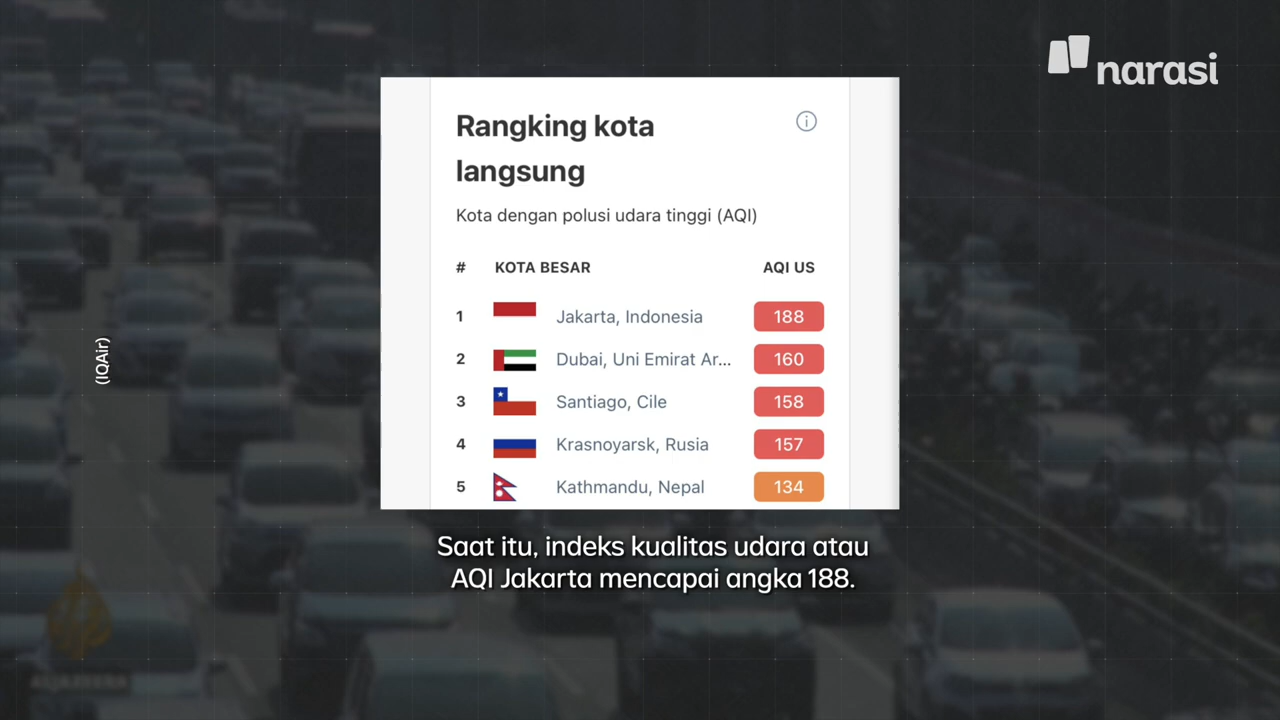 narasi
Rangking kota
langsung
Kota dengan polusi udara tinggi (AQI)
# KOTA BESAR AQI US
1 Jakarta, Indonesia 188
2 Dubai, Uni Emirat Ar... 160
3 Santiago, Cile 158
4 Krasnoyarsk, Rusia 157
5 Kathmandu, Nepal 134
(IQAir)
Saat itu, indeks kualitas udara atau
AQI Jakarta mencapai angka 188.
ALJAZEERA